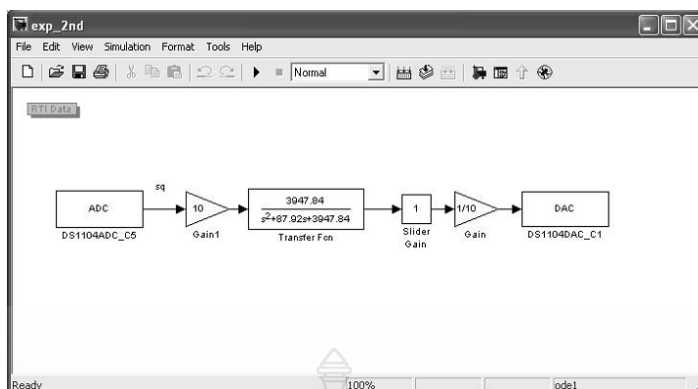 exp_2nd
File Edit View Simulation Format Tools Help
Normal
RTI Data
sq
ADC
DS1104ADC_C5
10
Gain1
3947.84
s²+87.92s+3947.84
Transfer Fcn
1
Slider
Gain
1/10
Gain
DAC
DS1104DAC_C1
Ready 100% ode1